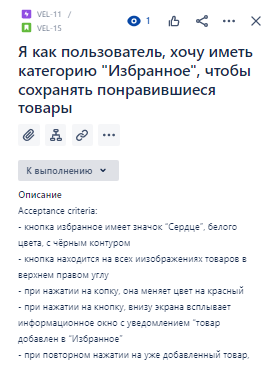 VEL-11 /
VEL-15
1
Я как пользователь, хочу иметь
категорию "Избранное", чтобы
сохранять понравившиеся
товары
К выполнению
Описание
Acceptance criteria:
- кнопка избранное имеет значок "Сердце", белого
цвета, с чёрным контуром
- кнопка находится на всех иизображениях товаров в
верхнем правом углу
- при нажатии на копку, она меняет цвет на красный
- при нажатии на кнопку, внизу экрана всплывает
информационное окно с уведомлением "товар
добавлен в "Избранное"
- при повторном нажатии на уже добавленный товар,